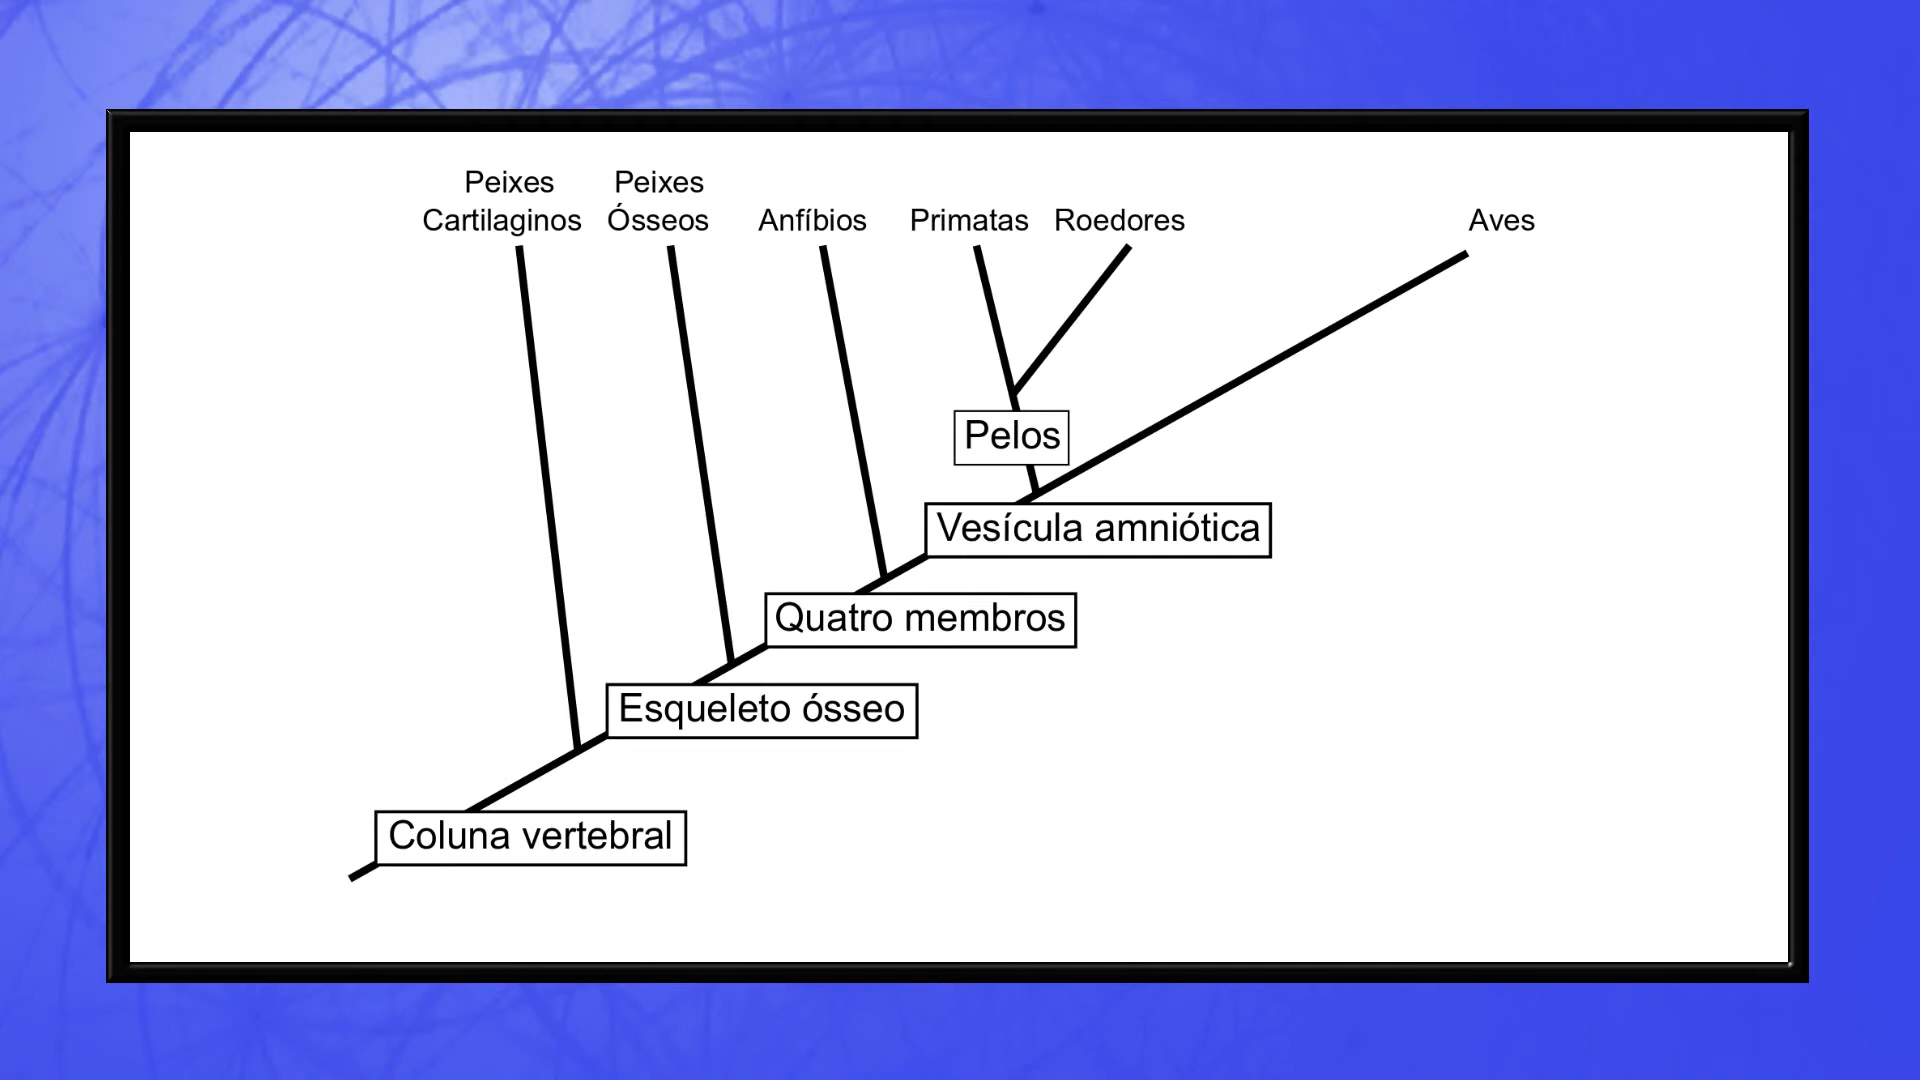 Peixes
Cartilaginos
Peixes
Ósseos
Anfíbios
Primatas
Roedores
Aves
Pelos
Vesícula amniótica
Quatro membros
Esqueleto ósseo
Coluna vertebral